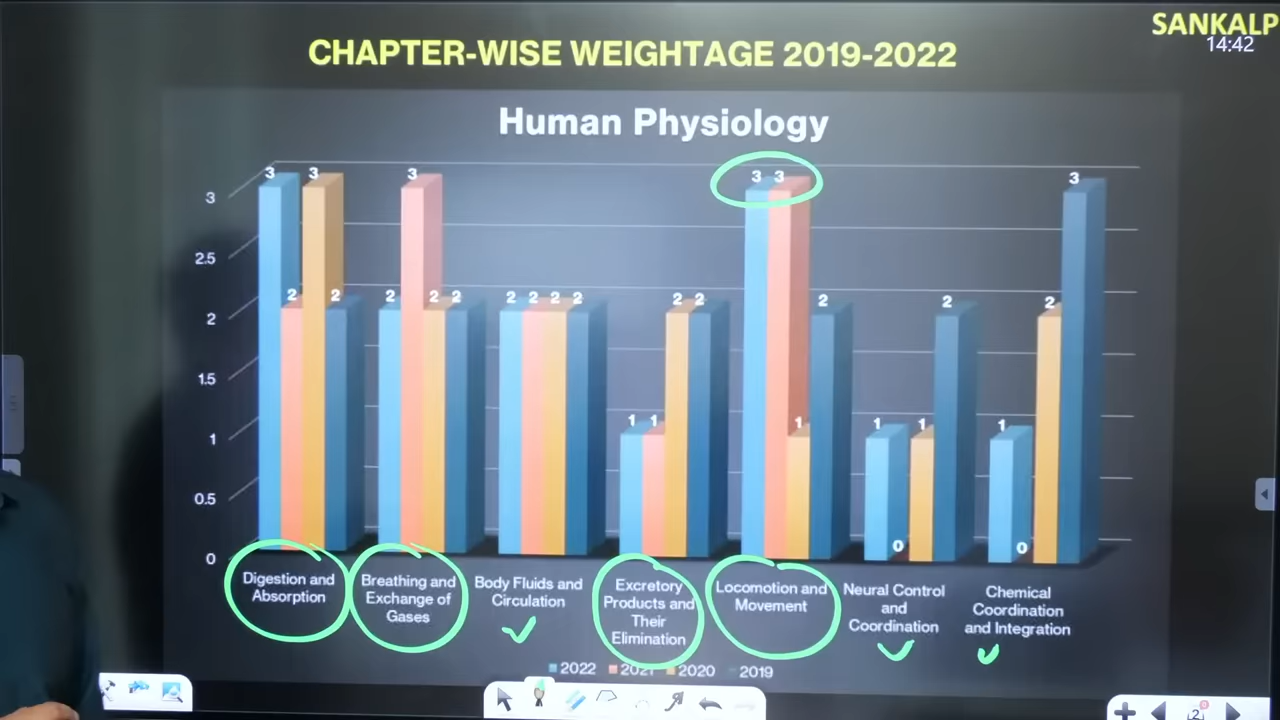 SANKALP
14:42
CHAPTER-WISE WEIGHTAGE 2019-2022
Human Physiology
3
2.5
2
1.5
1
0.5
0
3 2 3 2
2 3 2 2
2 2 2 2
1 1 2 2
3 3 1 2
1 0 1 2
1 0 2 3
Digestion and
Absorption
Breathing and
Exchange of
Gases
Body Fluids and
Circulation
Excretory
Products and
Their
Elimination
Locomotion and
Movement
Neural Control
and
Coordination
Chemical
Coordination
and Integration
2022 2021 2020 2019
2